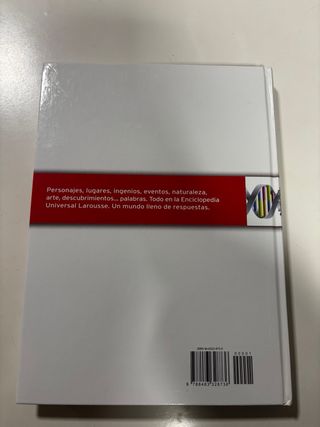 Personajes, lugares, ingenios, eventos, naturaleza,
arte, descubrimientos... palabras. Todo en la Enciclopedia
Universal Larousse. Un mundo lleno de respuestas.
00001